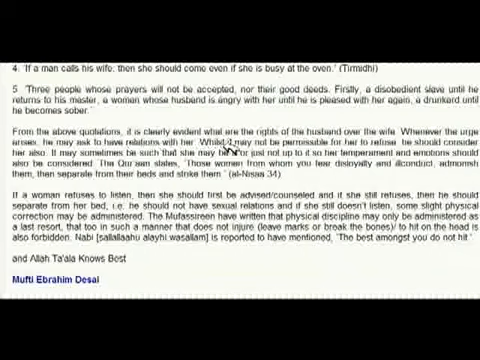 4. 'If a man calls his wife, then she should come even if she is busy at the oven.' (Tirmidhi)
5 'Three people whose prayers will not be accepted, nor their good deeds. Firstly, a disobedient slave until he
returns to his master, a woman whose husband is angry with her until he is pleased with her again, a drunkard until
he becomes sober.'
From the above quotations, it is clearly evident what are the rights of the husband over the wife. Whenever the urge
arises, he may ask to have relations with her. Whilst it may not be permissible for her to refuse, he should consider
her also. It may sometimes be such that she may be or just not up to it so her temperament and emotions should
also be considered. The Qur'aan states, 'Those women from whom you fear disloyalty and illconduct, admonish
them, then separate from their beds and strike them.' (al-Nisaa 34)
If a woman refuses to listen, then she should first be advised/counseled and if she still refuses, then he should
separate from her bed, i.e. he should not have sexual relations and if she still doesn't listen, some slight physical
correction may be administered. The Mufassireen have written that physical discipline may only be administered as
a last resort, that too in such a manner that does not injure (leave marks or break the bones)/ to hit on the head is
also forbidden. Nabi [sallallaahu alayhi wasallam] is reported to have mentioned, 'The best amongst you do not hit'.
and Allah Ta'ala Knows Best
Mufti Ebrahim Desai